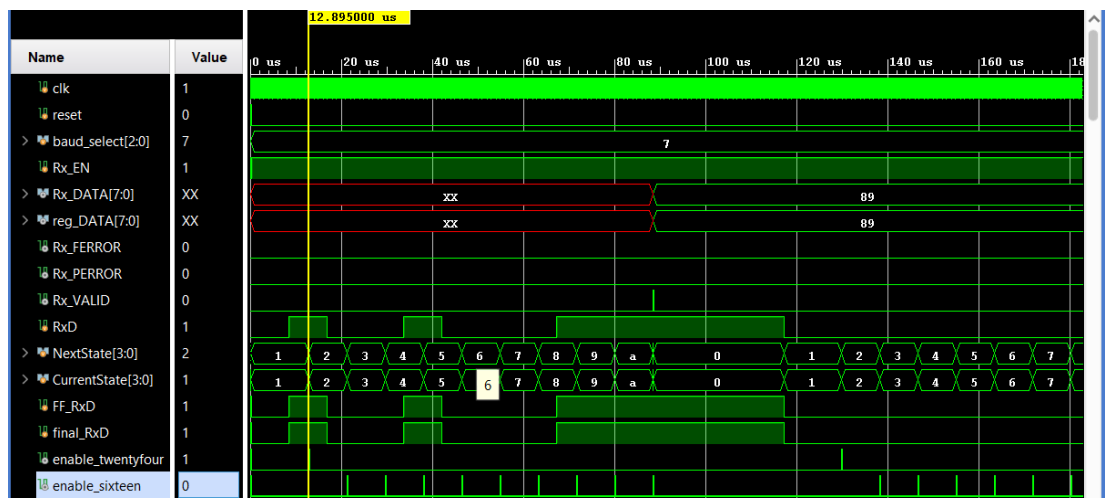 12.895000 us
Name Value 0 us 20 us 40 us 60 us 80 us 100 us 120 us 140 us 160 us 18
clk 1
reset 0
baud_select[2:0] 7 7
Rx_EN 1
Rx_DATA[7:0] XX XX 89
reg_DATA[7:0] XX XX 89
Rx_FERROR 0
Rx_PERROR 0
Rx_VALID 0
RxD 1
NextState[3:0] 2 1 2 3 4 5 6 7 8 9 a 0 1 2 3 4 5 6 7
CurrentState[3:0] 1 1 2 3 4 5 6 7 8 9 a 0 1 2 3 4 5 6 7
FF_RxD 1
final_RxD 1
enable_twentyfour 1
enable_sixteen 0